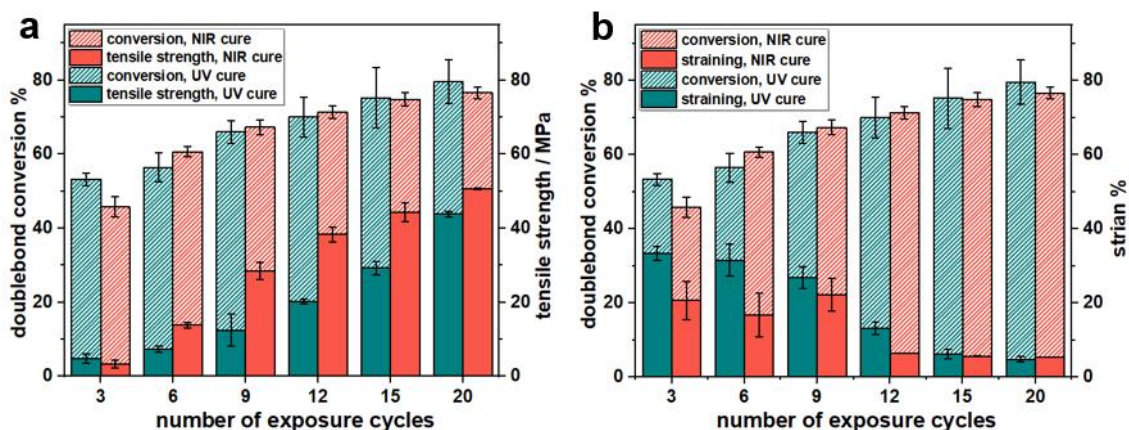 a
conversion, NIR cure
tensile strength, NIR cure
conversion, UV cure
tensile strength, UV cure
doublebond conversion %
80
60
40
20
0
80
60
40
20
0
tensile strength / MPa
3 6 9 12 15 20
number of exposure cycles
b
conversion, NIR cure
straining, NIR cure
conversion, UV cure
straining, UV cure
doublebond conversion %
80
60
40
20
0
80
60
40
20
0
strian %
3 6 9 12 15 20
number of exposure cycles